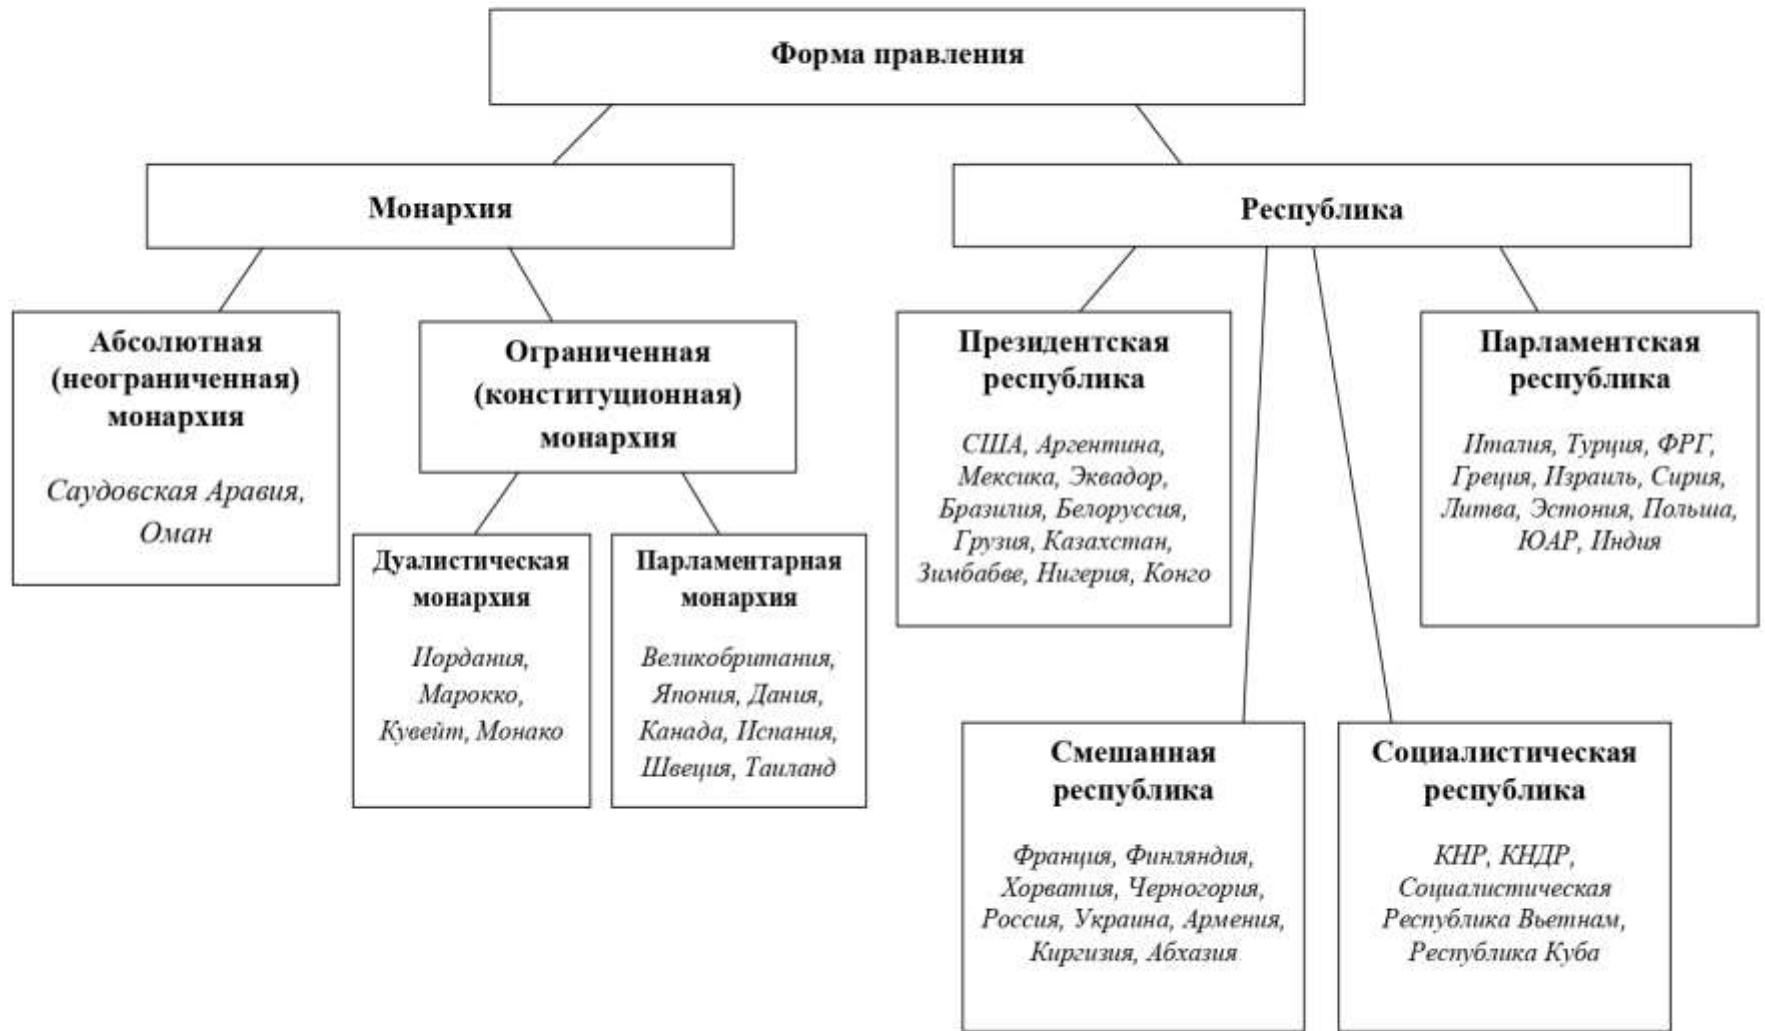 Форма правления
Монархия
Республика
Абсолютная
(неограниченная)
монархия
Саудовская Аравия,
Оман
Ограниченная
(конституционная)
монархия
Дуалистическая
монархия
Иордания,
Марокко,
Кувейт, Монако
Парламентарная
монархия
Великобритания,
Япония, Дания,
Канада, Испания,
Швеция, Таиланд
Президентская
республика
США, Аргентина,
Мексика, Эквадор,
Бразилия, Белоруссия,
Грузия, Казахстан,
Зимбабве, Нигерия, Конго
Парламентская
республика
Италия, Турция, ФРГ,
Греция, Израиль, Сирия,
Литва, Эстония, Польша,
ЮАР, Индия
Смешанная
республика
Франция, Финляндия,
Хорватия, Черногория,
Россия, Украина, Армения,
Киргизия, Абхазия
Социалистическая
республика
КНР, КНДР,
Социалистическая
Республика Вьетнам,
Республика Куба